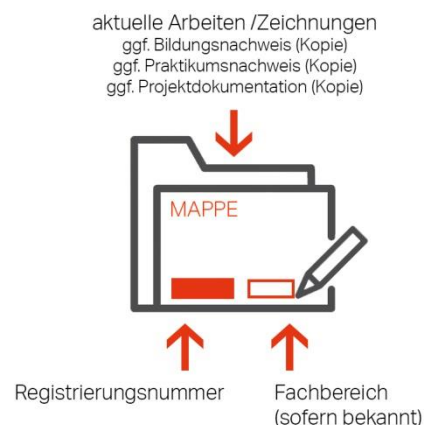 aktuelle Arbeiten /Zeichnungen
ggf. Bildungsnachweis (Kopie)
ggf. Praktikumsnachweis (Kopie)
ggf. Projektdokumentation (Kopie)
MAPPE
Registrierungsnummer
Fachbereich
(sofern bekannt)